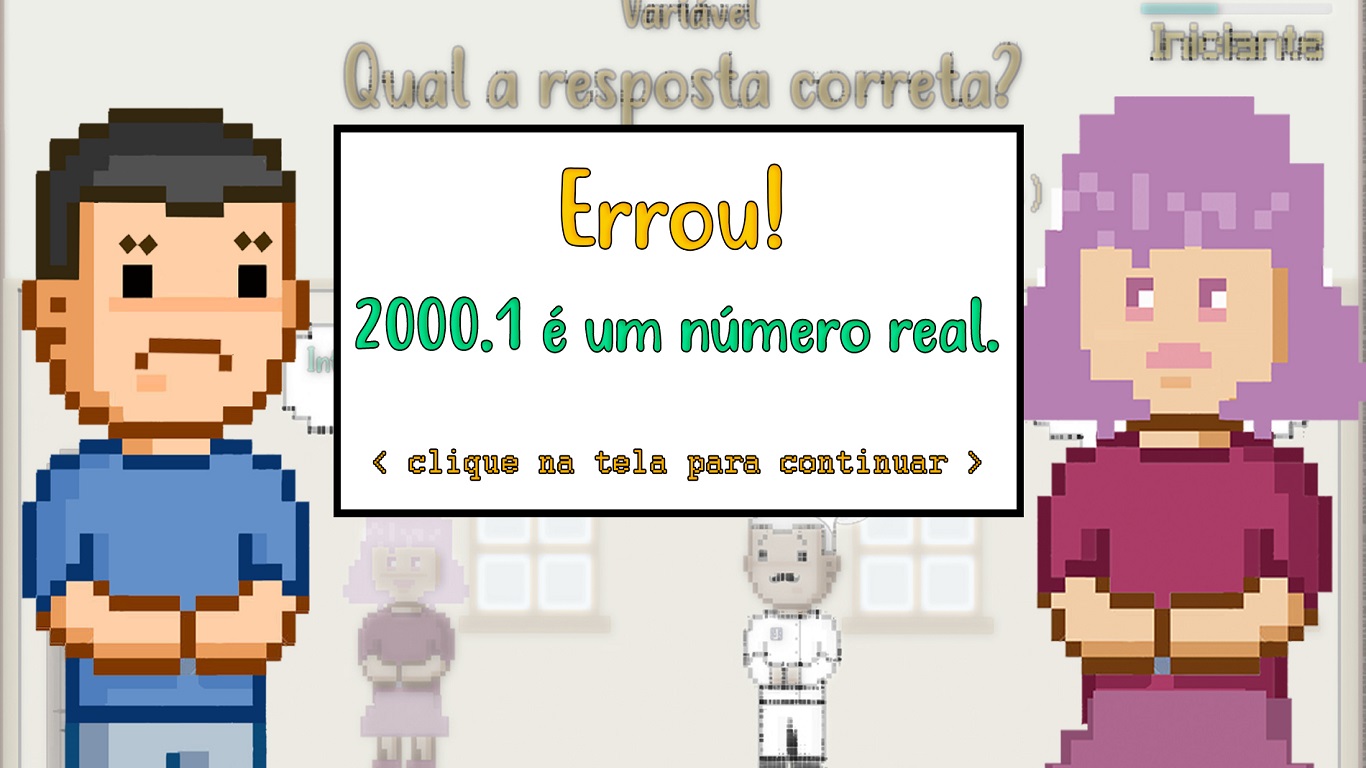 Variável
Iniciante
Qual a resposta correta?
Errou!
2000.1 é um número real.
< clique na tela para continuar >